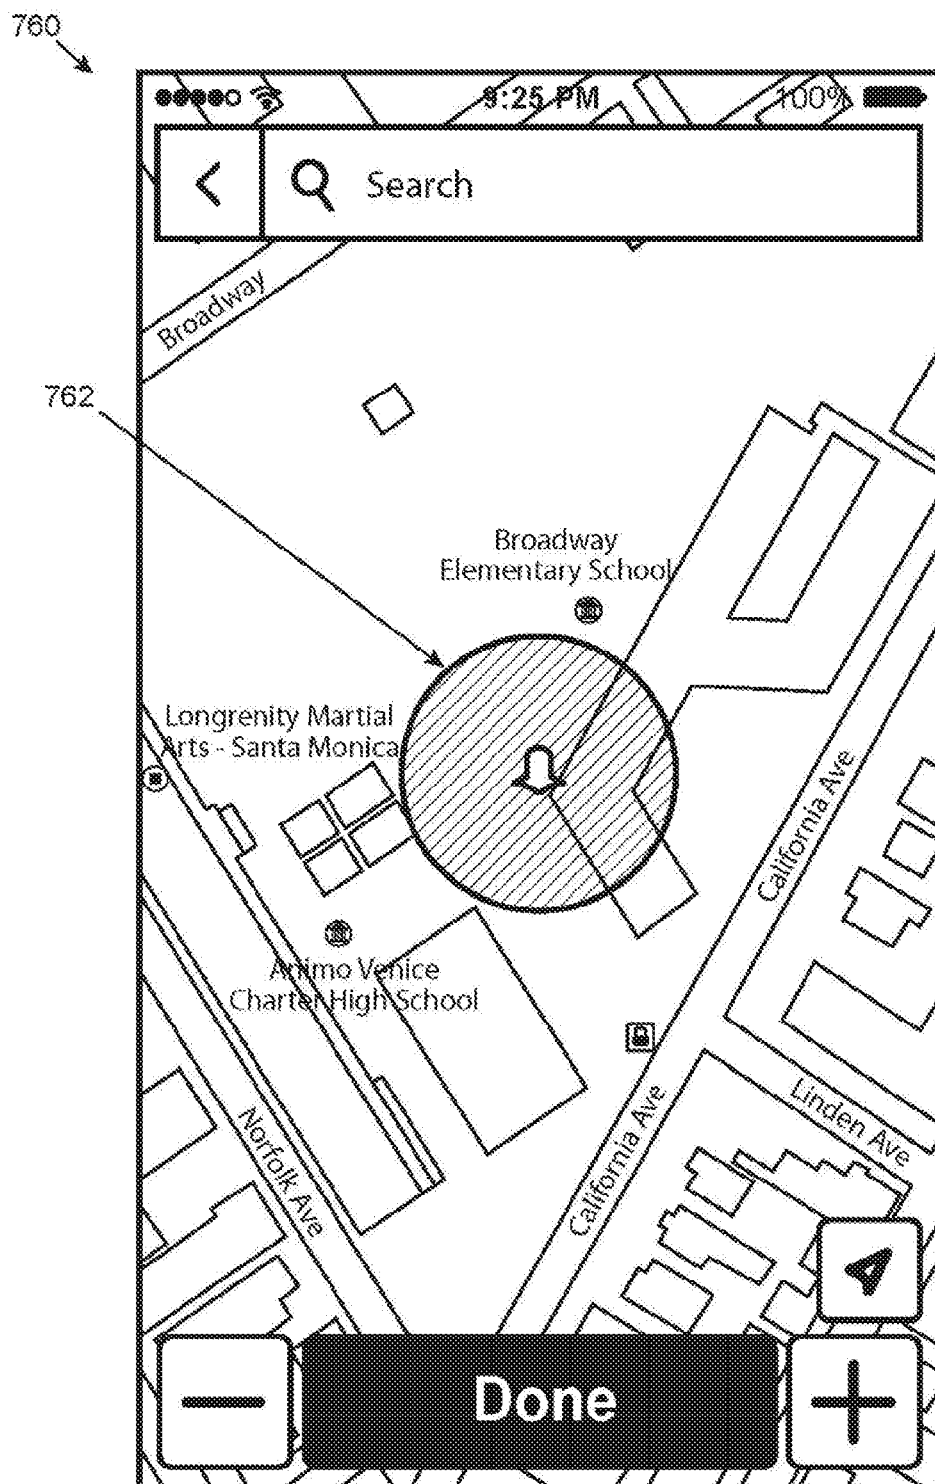 760
9:25 PM
100%
Search
Broadway
762
Broadway
Elementary School
Longrenity Martial
Arts - Santa Monica
California Ave
Animo Venice
Charter High School
Linden Ave
California Ave
Norfolk Ave
Done